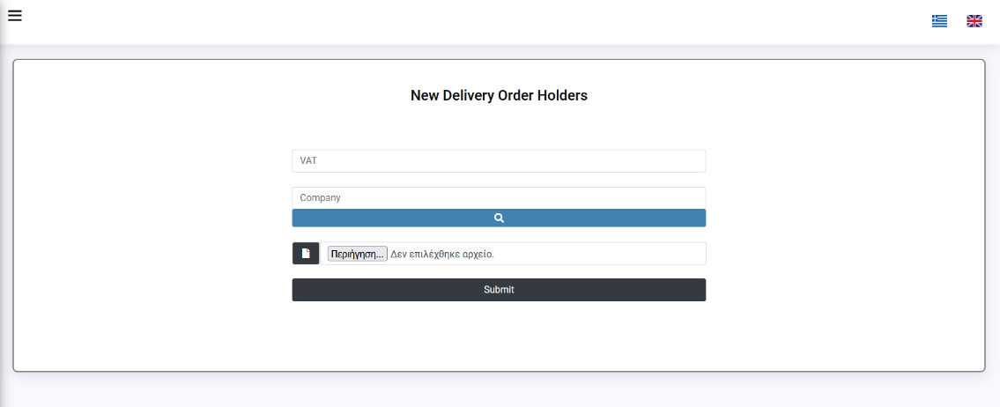 New Delivery Order Holders
VAT
Company
Περιήγηση... Δεν επιλέχθηκε αρχείο.
Submit